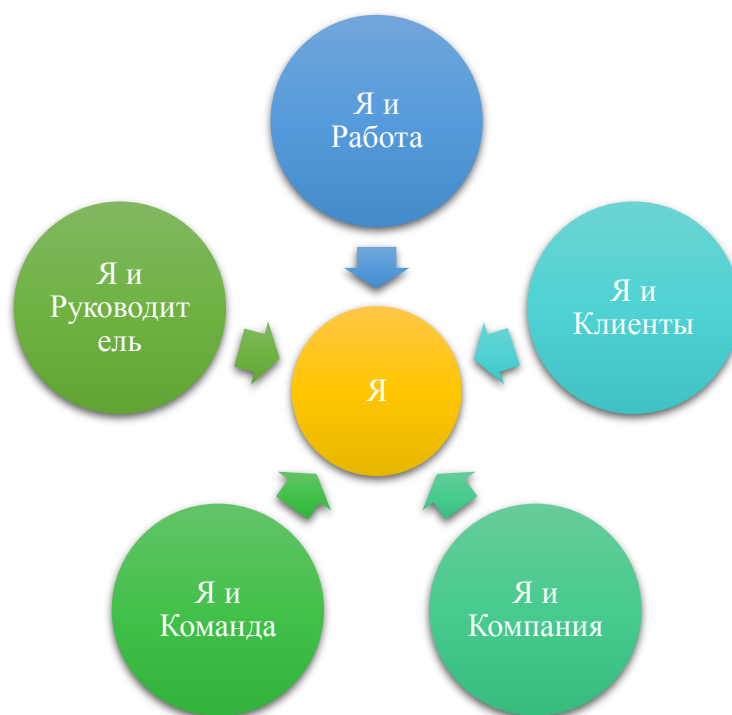 Я и
Работа
Я и
Руководит
ель
Я и
Клиенты
Я
Я и
Команда
Я и
Компания